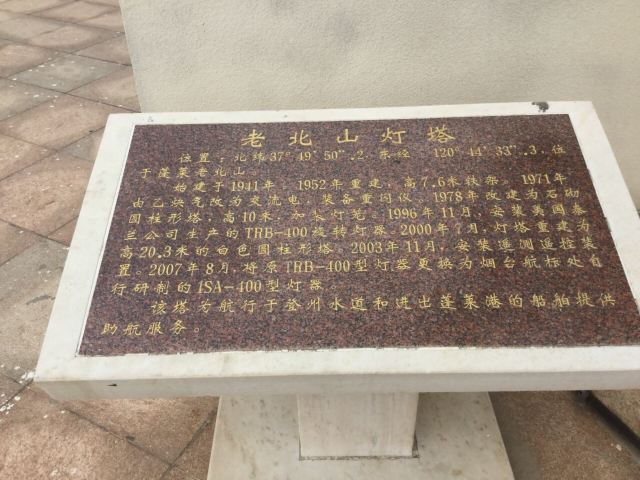 老北山灯塔
位置：北纬37°49′50″.2，东经 120°44′33″.3，位
于蓬莱老北山。
始建于1941年。1952年重建，高7.6米铁架。1971年
由乙炔气改为交流电，装备重闪仪。1978年改建为石砌
圆柱形塔，高10米，加装灯笼。1996年11月，安装美国泰
兰公司生产的TRB-400旋转灯器。2000年7月，灯塔重建为
高20.3米的白色圆柱形塔。2003年11月，安装遥测遥控装
置。2007年8月，将原TRB-400型灯器更换为烟台航标处自
行研制的ISA-400型灯器。
该塔为航行于登州水道和进出蓬莱港的船舶提供
助航服务。